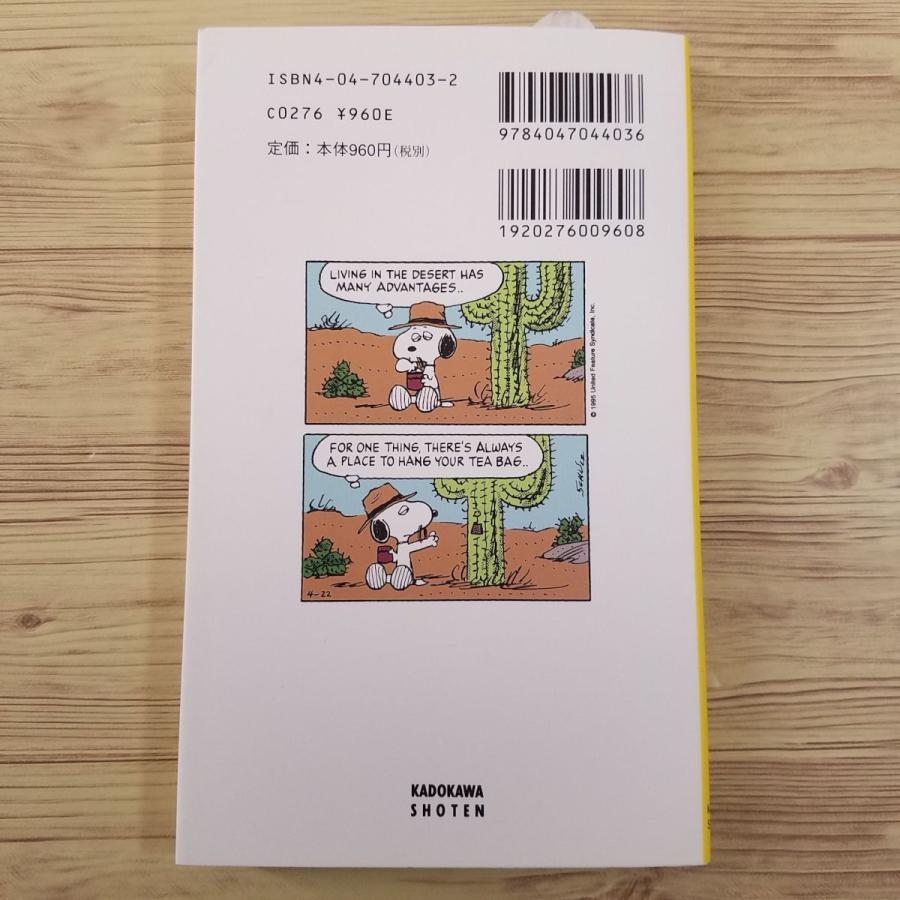 ISBN4-04-704403-2
C0276 ¥960E
定価：本体960円（税別）
9784047044036
1920276009608
LIVING IN THE DESERT HAS
MANY ADVANTAGES..
© 1995 United Feature Syndicate, Inc.
FOR ONE THING, THERE'S ALWAYS
A PLACE TO HANG YOUR TEA BAG..
SCHULZ
4-22
KADOKAWA
SHOTEN